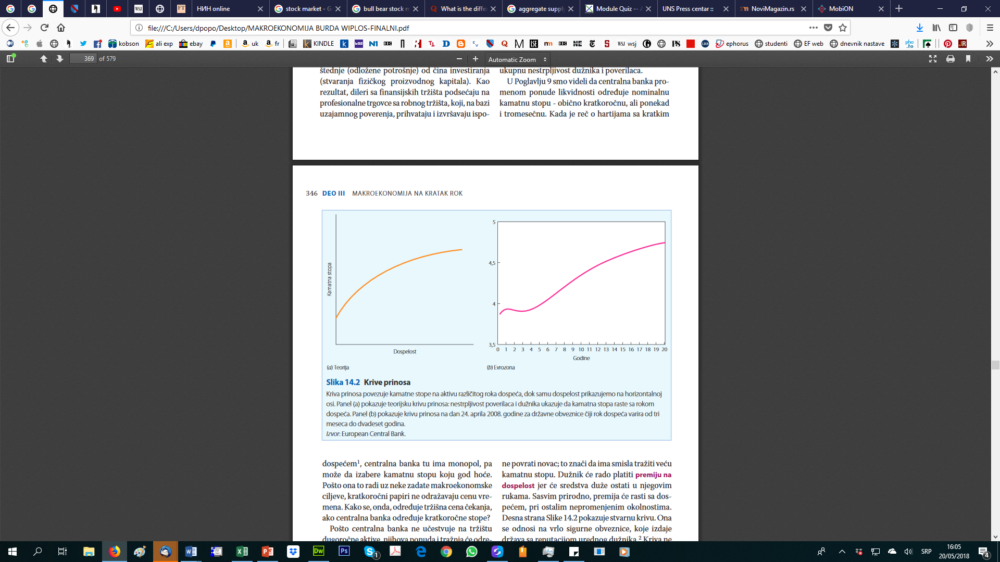 НИН online
stock market - G
bull bear stock m
What is the diffe
aggregate supply
Module Quiz -- A
UNS Press centar ::
NoviMagazin.rs
MobiON
file:///C:/Users/dpopo/Desktop/MAKROEKONOMIJA BURDA WIPLOS-FINALNI.pdf
kobson
ali exp
ebay
uk
fr
KINDLE
wsj
ephorus
studenti
EF web
dnevnik nastave
369 of 579
Automatic Zoom
štednje (odložene potrošnje) od čina investiranja
(stvaranja fizičkog proizvodnog kapitala). Kao
rezultat, dileri sa finansijskih tržišta podsećaju na
profesionalne trgovce sa robnog tržišta, koji, na bazi
uzajamnog poverenja, prihvataju i izvršavaju ispo-
ukupnu nestrpljivost dužnika i poverilaca.
U Poglavlju 9 smo videli da centralna banka pro-
menom ponude likvidnosti određuje nominalnu
kamatnu stopu - obično kratkoročnu, ali ponekad
i tromesečnu. Kada je reč o hartijama sa kratkim
346 DEO III MAKROEKONOMIJA NA KRATAK ROK
Kamatna stopa
Dospelost
(a) Teorija
5
4,5
4
3,5
0 1 2 3 4 5 6 7 8 9 10 11 12 13 14 15 16 17 18 19 20
Godine
(b) Evrozona
Slika 14.2 Krive prinosa
Kriva prinosa povezuje kamatne stope na aktivu različitog roka dospeća, dok samu dospelost prikazujemo na horizontalnoj
osi. Panel (a) pokazuje teorijsku krivu prinosa: nestrpljivost poverilaca i dužnika ukazuje da kamatna stopa raste sa rokom
dospeća. Panel (b) pokazuje krivu prinosa na dan 24. aprila 2008. godine za državne obveznice čiji rok dospeća varira od tri
meseca do dvadeset godina.
Izvor: European Central Bank.
dospećem1, centralna banka tu ima monopol, pa
može da izabere kamatnu stopu koju god hoće.
Pošto ona to radi uz neke zadate makroekonomske
ciljeve, kratkoročni papiri ne odražavaju cenu vre-
mena. Kako se, onda, određuje tržišna cena čekanja,
ako centralna banka određuje kratkoročne stope?
Pošto centralna banka ne učestvuje na tržištu
dugoročne aktive, njihova ponuda i tražnja će odre-
ne povrati novac; to znači da ima smisla tražiti veću
kamatnu stopu. Dužnik će rado platiti premiju na
dospelost jer će sredstva duže ostati u njegovim
rukama. Sasvim prirodno, premija će rasti sa dos-
pećem, pri ostalim nepromenjenim okolnostima.
Desna strana Slike 14.2 pokazuje stvarnu krivu. Ona
se odnosi na vrlo sigurne obveznice, koje izdaje
država sa reputacijom urednog dužnika.2 Kriva ne
SRP
16:05
20/05/2018